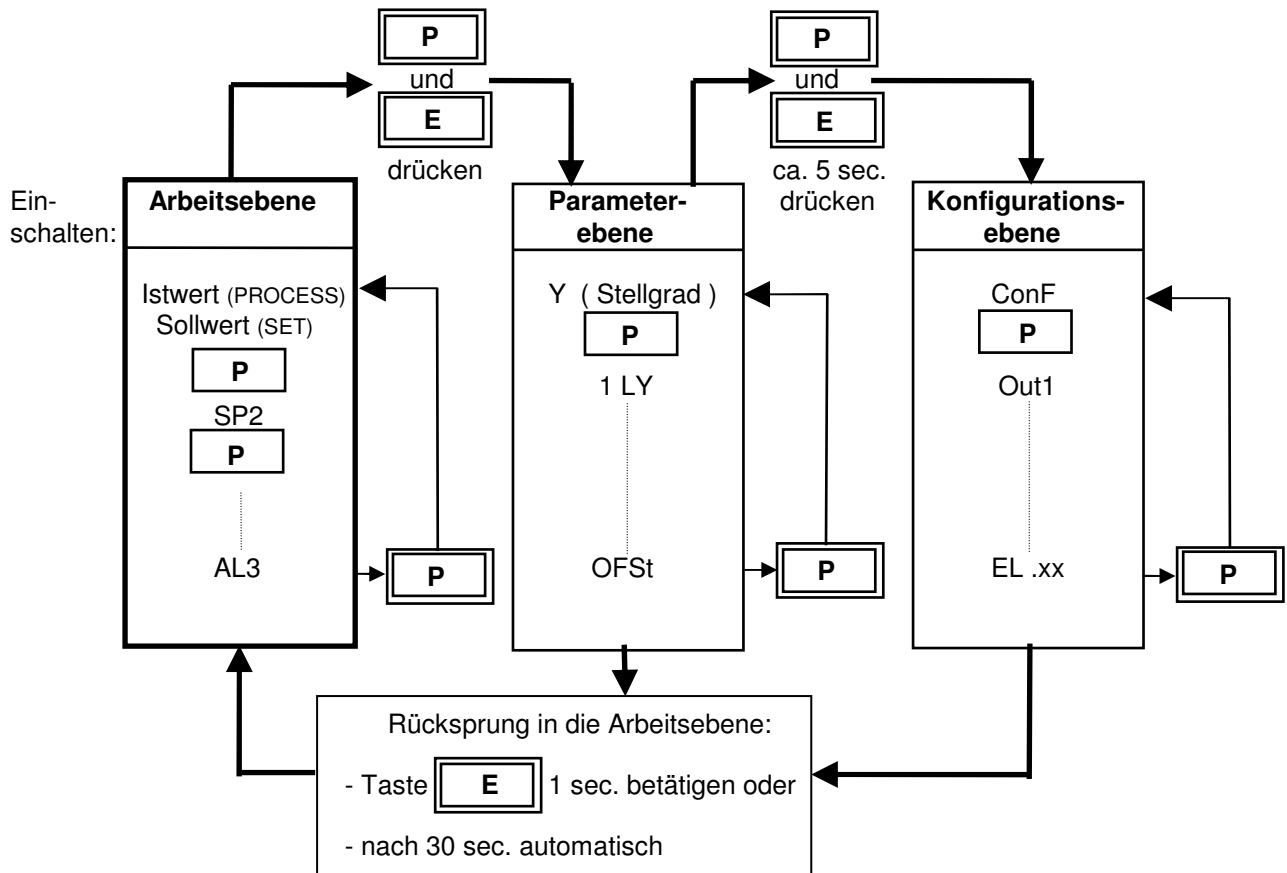 P
und
E
drücken
P
und
E
ca. 5 sec.
drücken
Ein-
schalten:
Arbeitsebene
Istwert (PROCESS)
Sollwert (SET)
P
SP2
P
AL3
P
Parameter-
ebene
Y ( Stellgrad )
P
1 LY
OFSt
P
Konfigurations-
ebene
ConF
P
Out1
EL .xx
P
Rücksprung in die Arbeitsebene:
- Taste E 1 sec. betätigen oder
- nach 30 sec. automatisch